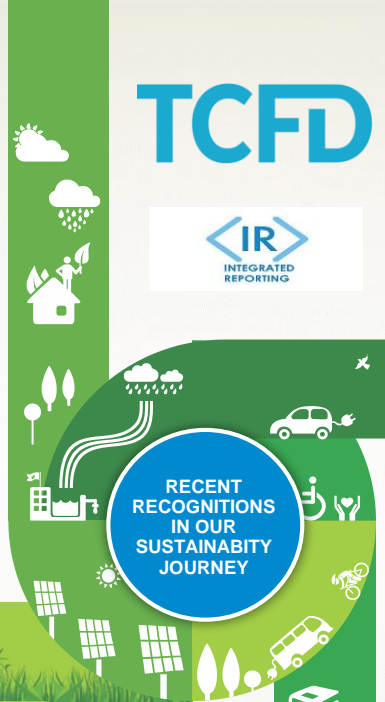 TCFD
<IR>
INTEGRATED
REPORTING
RECENT
RECOGNITIONS
IN OUR
SUSTAINABITY
JOURNEY